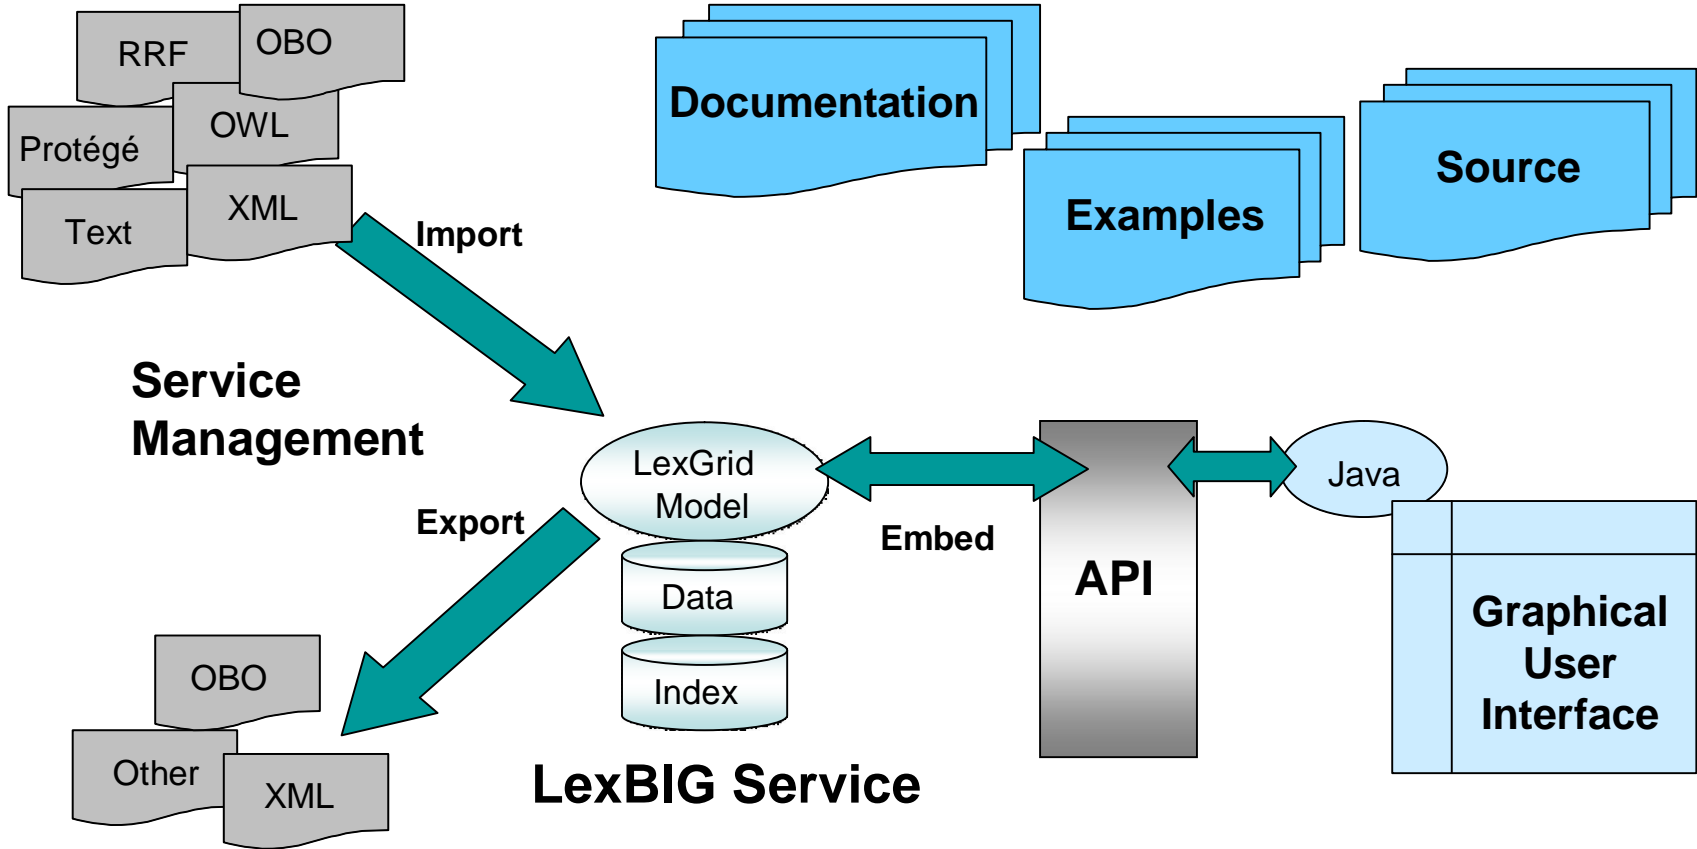 RRF
OBO
Protégé
OWL
Text
XML
Import
Documentation
Examples
Source
Service
Management
LexGrid
Model
Export
Embed
Data
Index
API
Java
Graphical
User
Interface
OBO
Other
XML
LexBIG Service